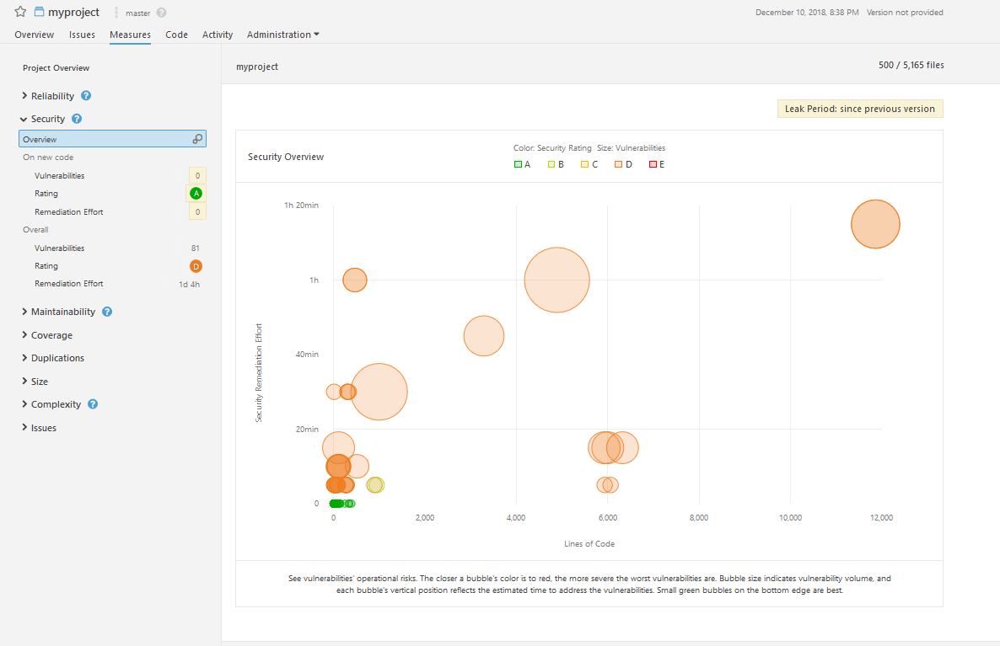 myproject master ? December 10, 2018, 8:38 PM Version not provided
Overview Issues Measures Code Activity Administration
Project Overview
myproject 500 / 5,165 files
Reliability ?
Leak Period: since previous version
Security ?
Overview
On new code
Vulnerabilities 0
Rating A
Remediation Effort 0
Overall
Vulnerabilities 81
Rating D
Remediation Effort 1d 4h
Maintainability ?
Coverage
Duplications
Size
Complexity ?
Issues
Security Overview
Color: Security Rating Size: Vulnerabilities
A B C D E
1h 20min
1h
40min
20min
0
Security Remediation Effort
0 2,000 4,000 6,000 8,000 10,000 12,000
Lines of Code
See vulnerabilities' operational risks. The closer a bubble's color is to red, the more severe the worst vulnerabilities are. Bubble size indicates vulnerability volume, and
each bubble's vertical position reflects the estimated time to address the vulnerabilities. Small green bubbles on the bottom edge are best.